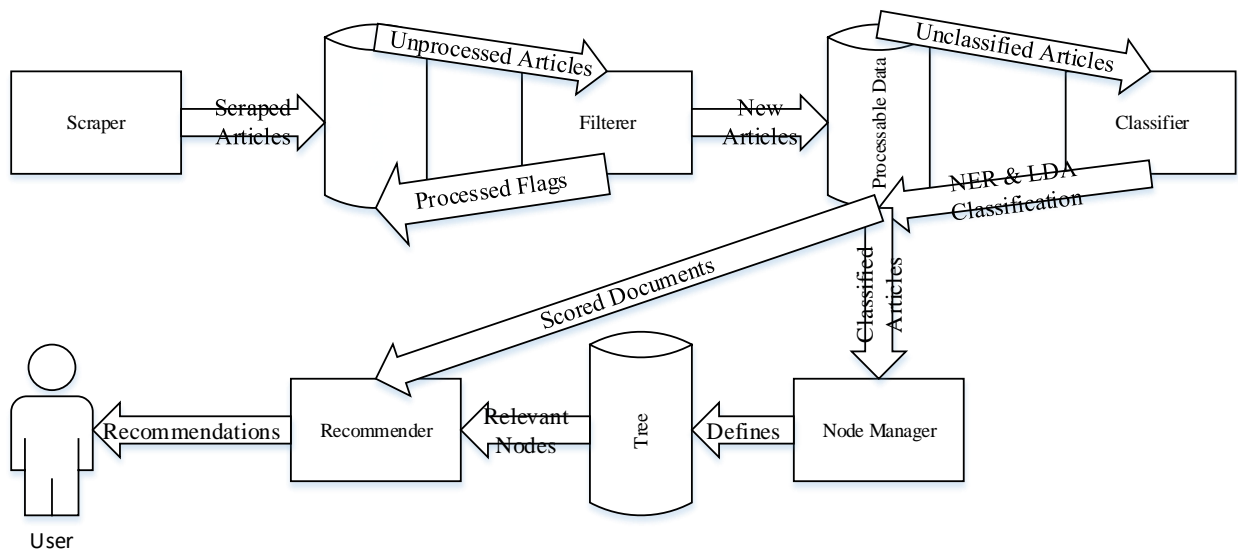 Unprocessed Articles
Unclassified Articles
Scraper
Scraped
Articles
Filterer
New
Articles
Processable Data
Classifier
Processed Flags
NER & LDA
Classification
Scored Documents
Classified
Articles
Recommendations
Recommender
Relevant
Nodes
Tree
Defines
Node Manager
User